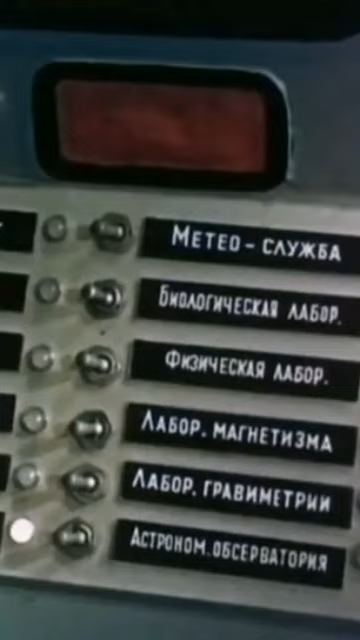 Метео - служба
Биологическая лабор.
Физическая лабор.
Лабор. магнетизма
Лабор. гравиметрии
Астроном. обсерватория